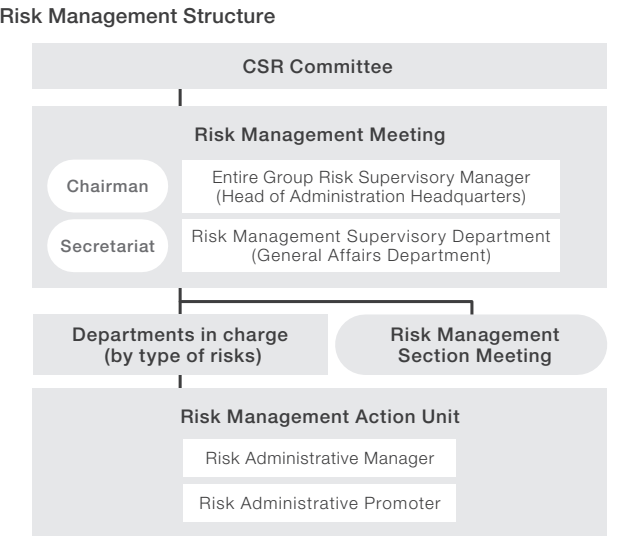 Risk Management Structure
CSR Committee
Risk Management Meeting
Chairman
Entire Group Risk Supervisory Manager
(Head of Administration Headquarters)
Secretariat
Risk Management Supervisory Department
(General Affairs Department)
Departments in charge
(by type of risks)
Risk Management
Section Meeting
Risk Management Action Unit
Risk Administrative Manager
Risk Administrative Promoter